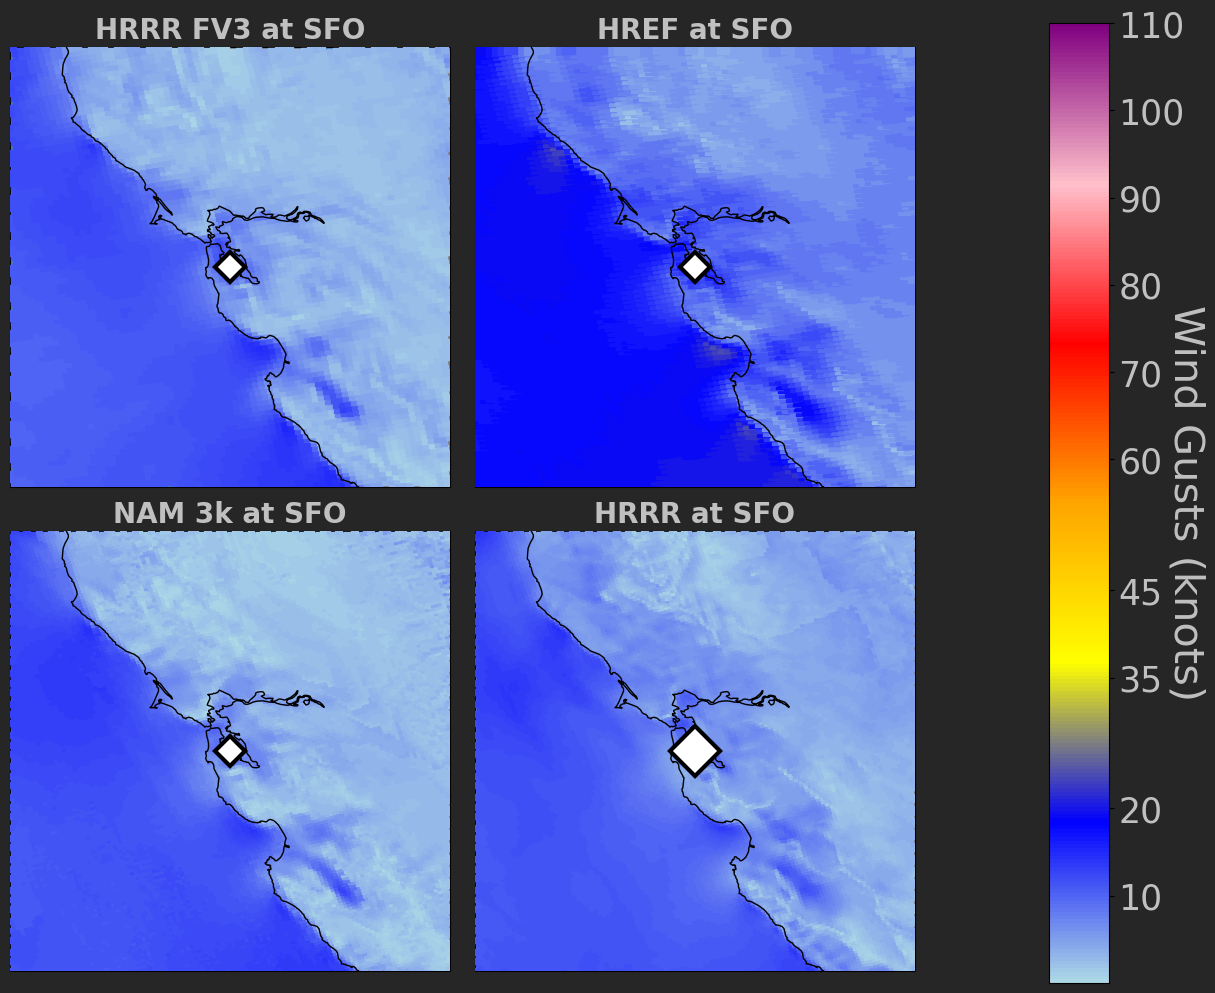 HRRR FV3 at SFO
HREF at SFO
NAM 3k at SFO
HRRR at SFO
110
100
90
80
70
60
45
35
20
10
Wind Gusts (knots)